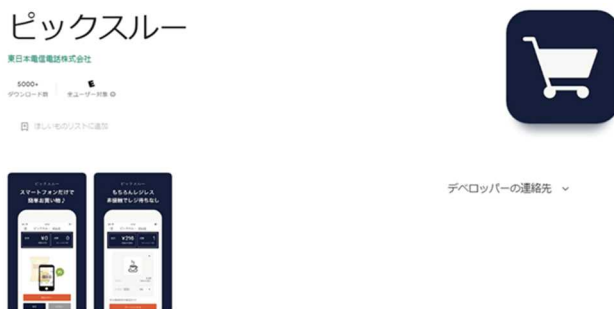 ピックスルー
東日本電信電話株式会社
5000+
ダウンロード数
E
全ユーザー対象
ほしいものリストに追加
デベロッパーの連絡先
ピックスルー
スマートフォンだけで
簡単お買い物♪
ピックスルー
もちろんレジレス
非接触でレジ待ちなし
¥0
¥216